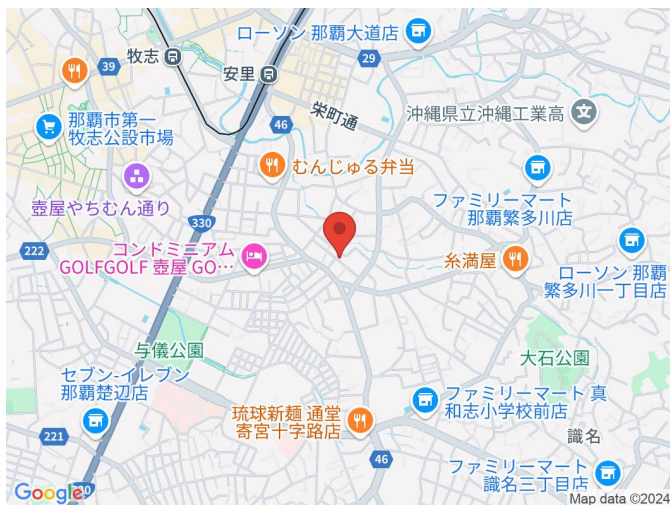 ローソン 那覇大道店
牧志
安里
39
29
那覇市第一
牧志公設市場
46
栄町通
沖縄県立沖縄工業高
むんじゅる弁当
壺屋やちむん通り
ファミリーマート
那覇繁多川店
330
222
コンドミニアム
GOLFGOLF 壺屋 GO…
糸満屋
ローソン 那覇
繁多川一丁目店
与儀公園
大石公園
セブン-イレブン
那覇楚辺店
ファミリーマート 真
和志小学校前店
琉球新麺 通堂
寄宮十字路店
221
識名
46
ファミリーマート
識名三丁目店
330
Google
Map data ©2024